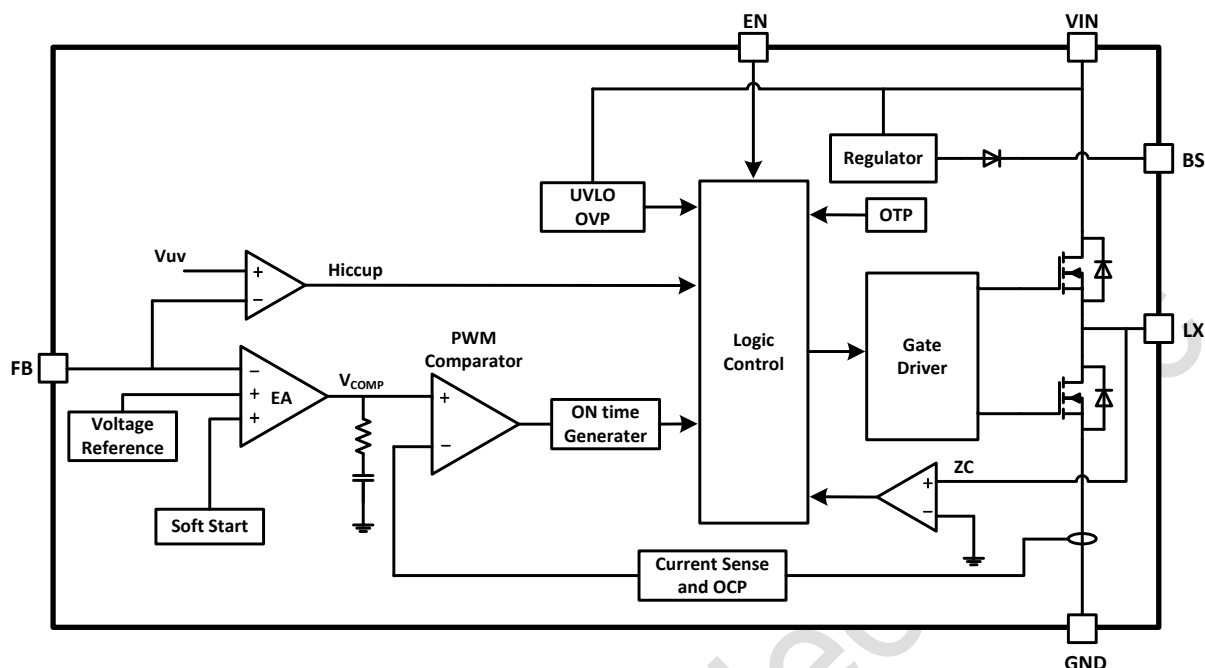 EN
VIN
Regulator
BS
UVLO
OVP
OTP
Vuv
+
−
Hiccup
Logic
Control
Gate
Driver
LX
PWM
Comparator
FB
−
+
+
EA
VCOMP
+
−
ON time
Generater
Voltage
Reference
ZC
+
−
Soft Start
Current Sense
and OCP
GND